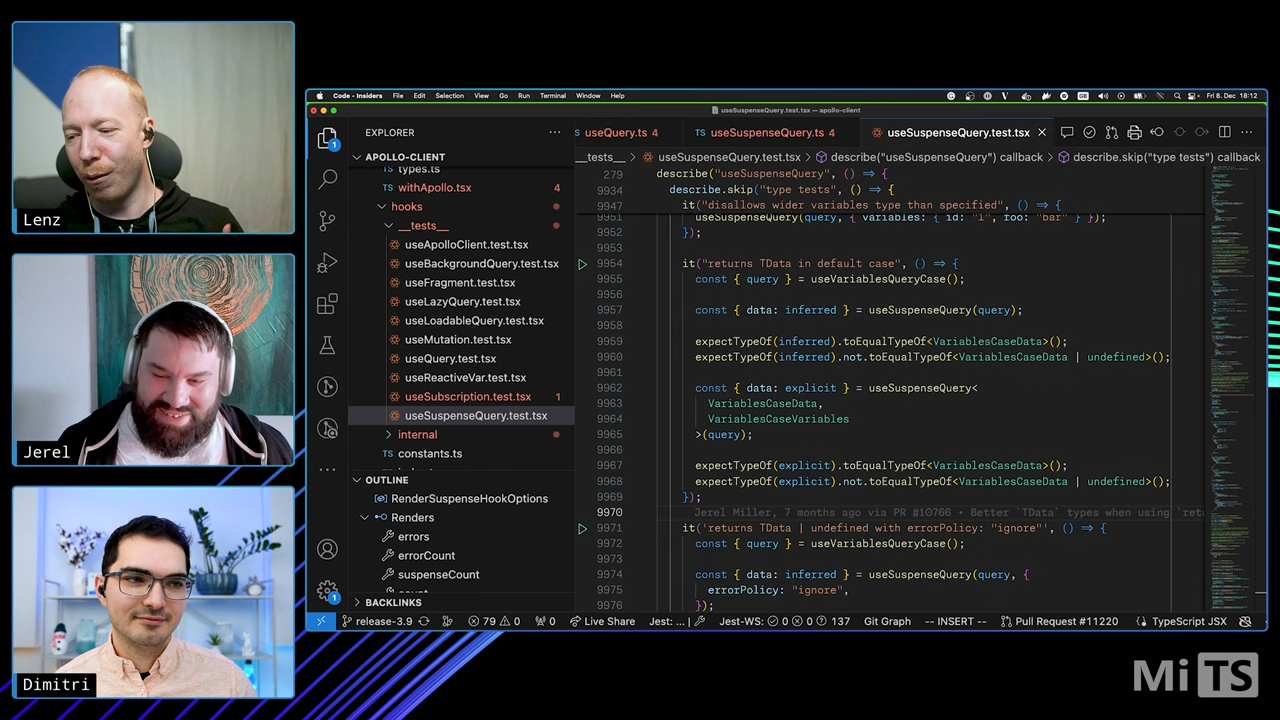 Lenz
Jerel
Dimitri
Code - Insiders File Edit Selection View Go Run Terminal Window Help
GB
Fri 8. Dec 18:12
useSuspenseQuery.test.tsx — apollo-client
EXPLORER
APOLLO-CLIENT
types.ts
withApollo.tsx 4
hooks
__tests__
useApolloClient.test.tsx
useBackgroundQuery.test.tsx
useFragment.test.tsx
useLazyQuery.test.tsx
useLoadableQuery.test.tsx
useMutation.test.tsx
useQuery.test.tsx
useReactiveVar.test.tsx
useSubscription.test.tsx 1
useSuspenseQuery.test.tsx
internal
constants.ts
OUTLINE
RenderSuspenseHookOptions
Renders
errors
errorCount
suspenseCount
BACKLINKS
1
1
useQuery.ts 4
TS useSuspenseQuery.ts 4
useSuspenseQuery.test.tsx
__tests__ > useSuspenseQuery.test.tsx > describe("useSuspenseQuery") callback > describe.skip("type tests") callback
279 describe("useSuspenseQuery", () => {
9934 describe.skip("type tests", () => {
9947 it("disallows wider variables type than specified", () => {
9951 useSuspenseQuery(query, { variables: { id: "1", foo: "bar" } });
9952 });
9953
9954 it("returns TData in default case", () => {
9955 const { query } = useVariablesQueryCase();
9957 const { data: inferred } = useSuspenseQuery(query);
9958
9959 expectTypeOf(inferred).toEqualTypeOf<VariablesCaseData>();
9960 expectTypeOf(inferred).not.toEqualTypeOf<VariablesCaseData | undefined>();
9961
9962 const { data: explicit } = useSuspenseQuery<
9963 VariablesCaseData,
9964 VariablesCaseVariables
9965 >(query);
9966
9967 expectTypeOf(explicit).toEqualTypeOf<VariablesCaseData>();
9968 expectTypeOf(explicit).not.toEqualTypeOf<VariablesCaseData | undefined>();
9969 });
9970 Jerel Miller, 7 months ago via PR #10766 • Better `TData` types when using `retu
9971 it('returns TData | undefined with errorPolicy: "ignore"', () => {
9972 const { query } = useVariablesQueryCase();
9973
9974 const { data: inferred } = useSuspenseQuery(query, {
9975 errorPolicy: "ignore",
9976 });
release-3.9 79 0 0 Live Share Jest: ... Jest-WS: 0 0 137 Git Graph -- INSERT -- Pull Request #11220 TypeScript JSX
MiTS